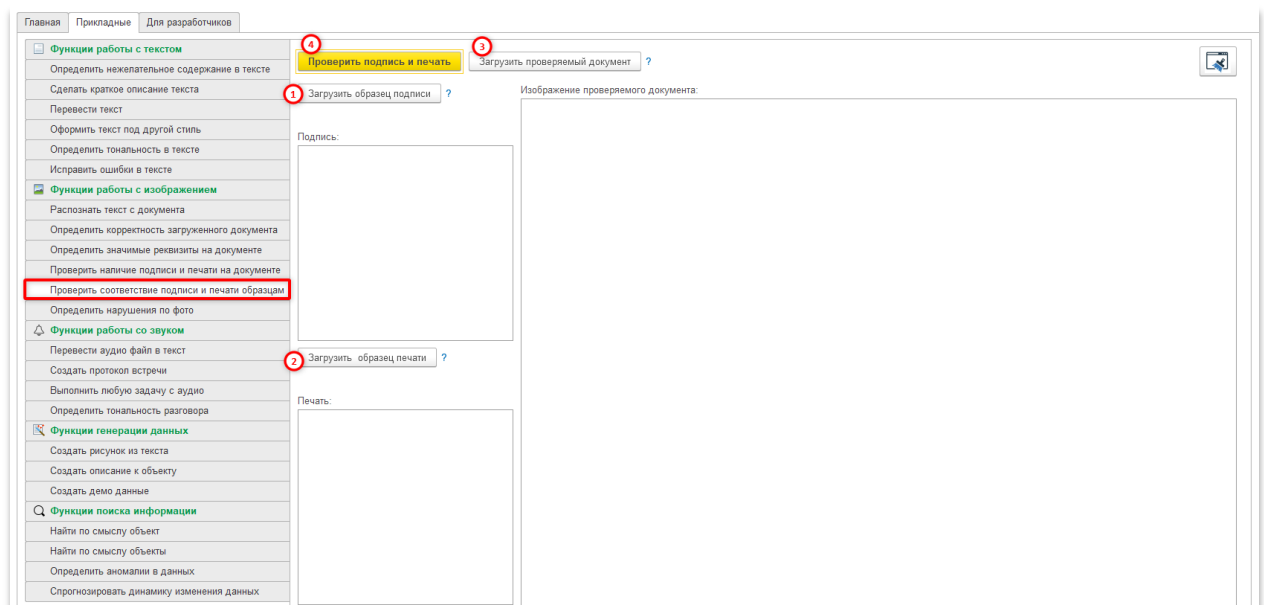 Главная Прикладные Для разработчиков
Функции работы с текстом
Определить нежелательное содержание в тексте
Сделать краткое описание текста
Перевести текст
Оформить текст под другой стиль
Определить тональность в тексте
Исправить ошибки в тексте
Функции работы с изображением
Распознать текст с документа
Определить корректность загруженного документа
Определить значимые реквизиты на документе
Проверить наличие подписи и печати на документе
Проверить соответствие подписи и печати образцам
Определить нарушения по фото
Функции работы со звуком
Перевести аудио файл в текст
Создать протокол встречи
Выполнить любую задачу с аудио
Определить тональность разговора
Функции генерации данных
Создать рисунок из текста
Создать описание к объекту
Создать демо данные
Функции поиска информации
Найти по смыслу объект
Найти по смыслу объекты
Определить аномалии в данных
Спрогнозировать динамику изменения данных
4 3
Проверить подпись и печать Загрузить проверяемый документ ?
1 Загрузить образец подписи ?
Подпись:
2 Загрузить образец печати ?
Печать:
Изображение проверяемого документа: